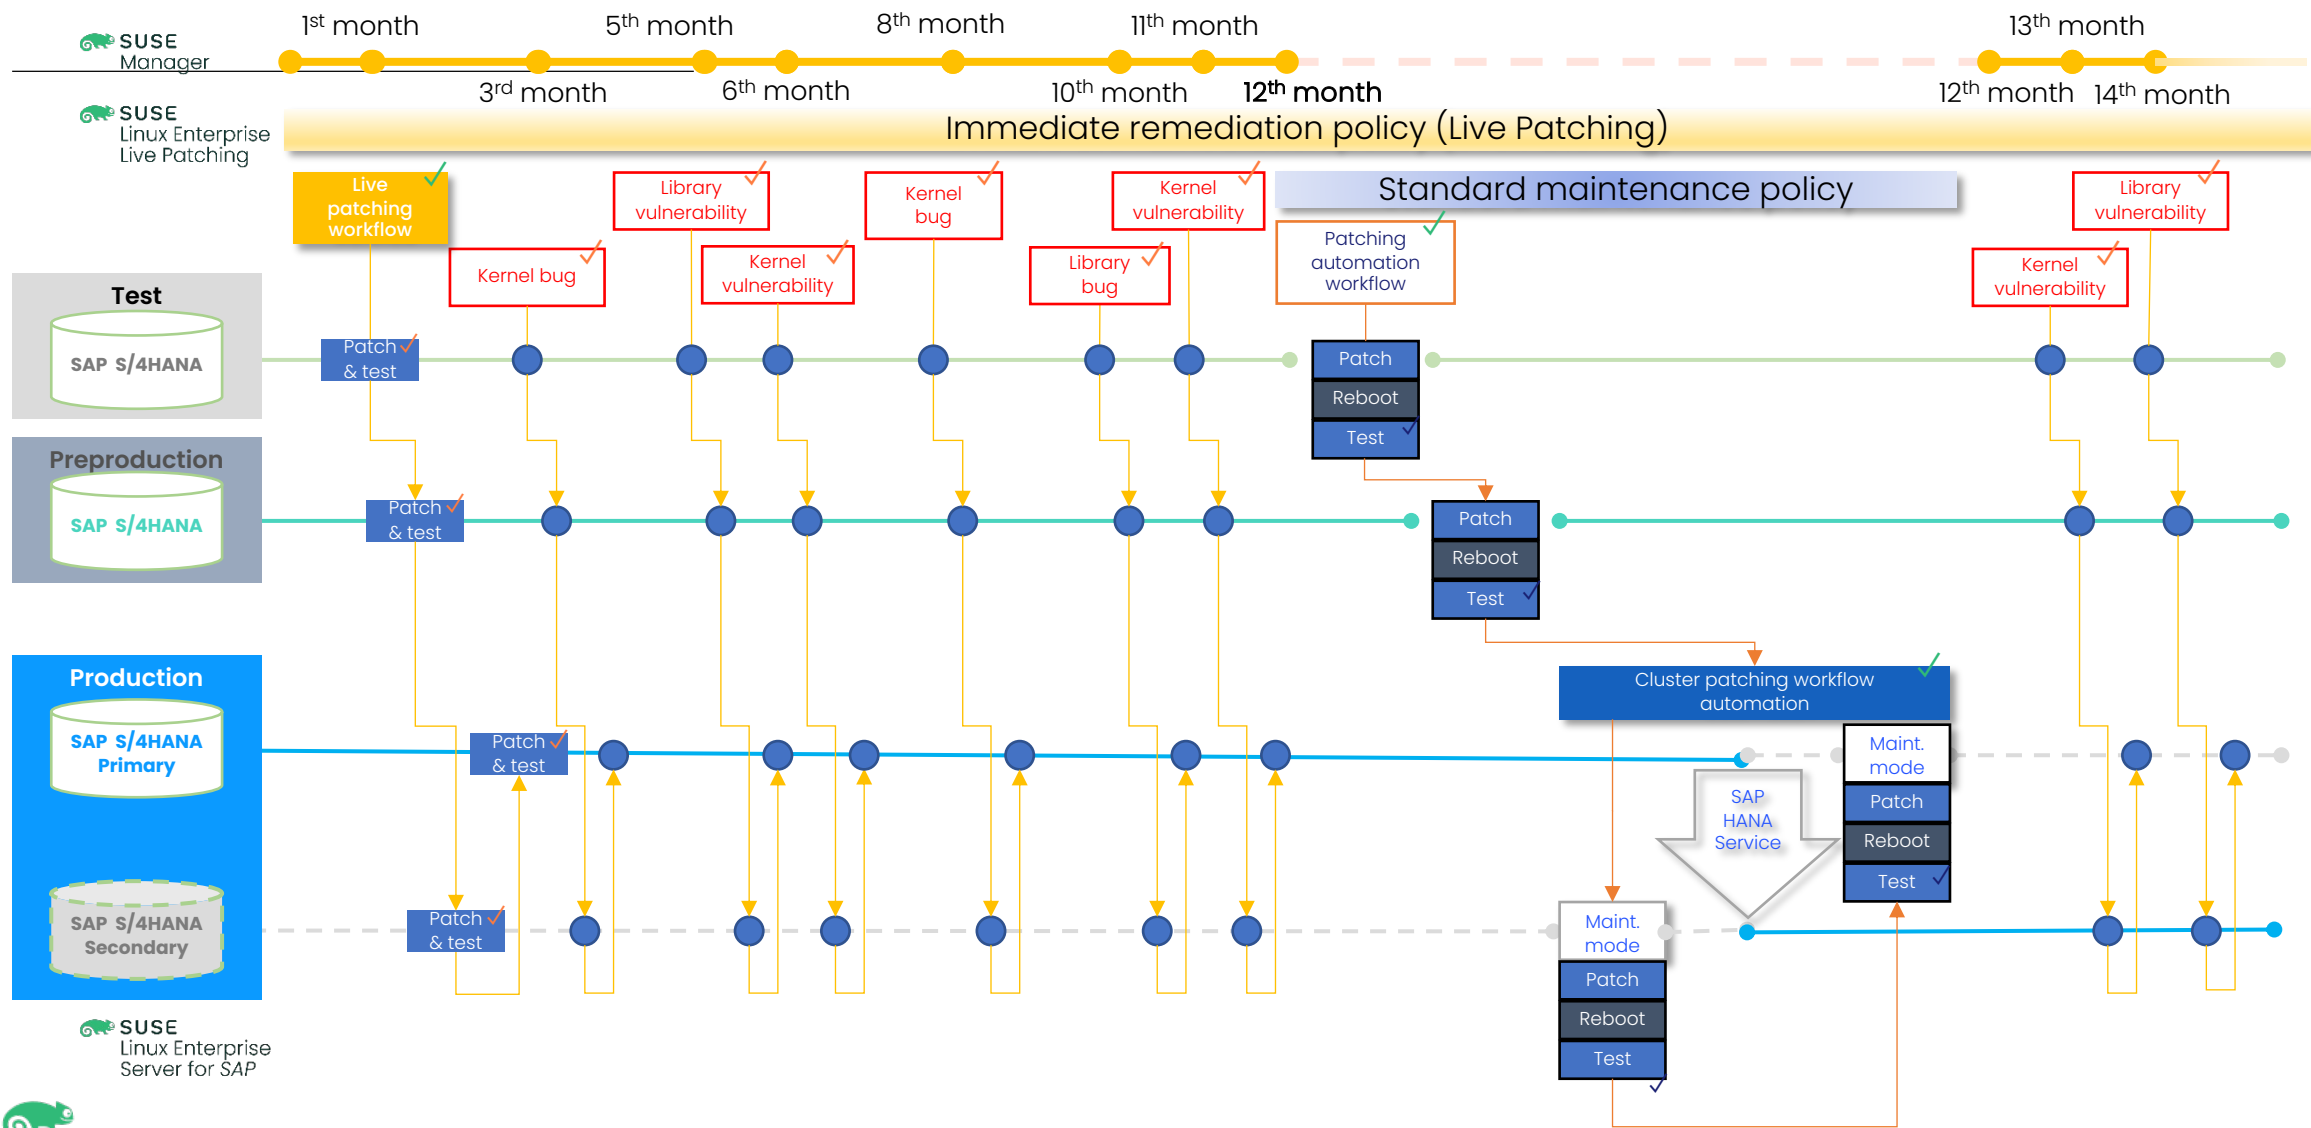 1st month
5th month
8th month
11th month
13th month
SUSE
Manager
3rd month
6th month
10th month
12th month
12th month
14th month
SUSE
Linux Enterprise
Live Patching
Immediate remediation policy (Live Patching)
Live
patching
workflow
Library
vulnerability
Kernel
bug
Kernel
vulnerability
Standard maintenance policy
Library
vulnerability
Kernel bug
Kernel
vulnerability
Library
bug
Patching
automation
workflow
Kernel
vulnerability
Test
SAP S/4HANA
Patch
& test
Patch
Reboot
Test
Preproduction
SAP S/4HANA
Patch
& test
Patch
Reboot
Test
Production
SAP S/4HANA
Primary
Patch
& test
Cluster patching workflow
automation
SAP
HANA
Service
Maint.
mode
Patch
Reboot
Test
SAP S/4HANA
Secondary
Patch
& test
Maint.
mode
Patch
Reboot
Test
SUSE
Linux Enterprise
Server for SAP